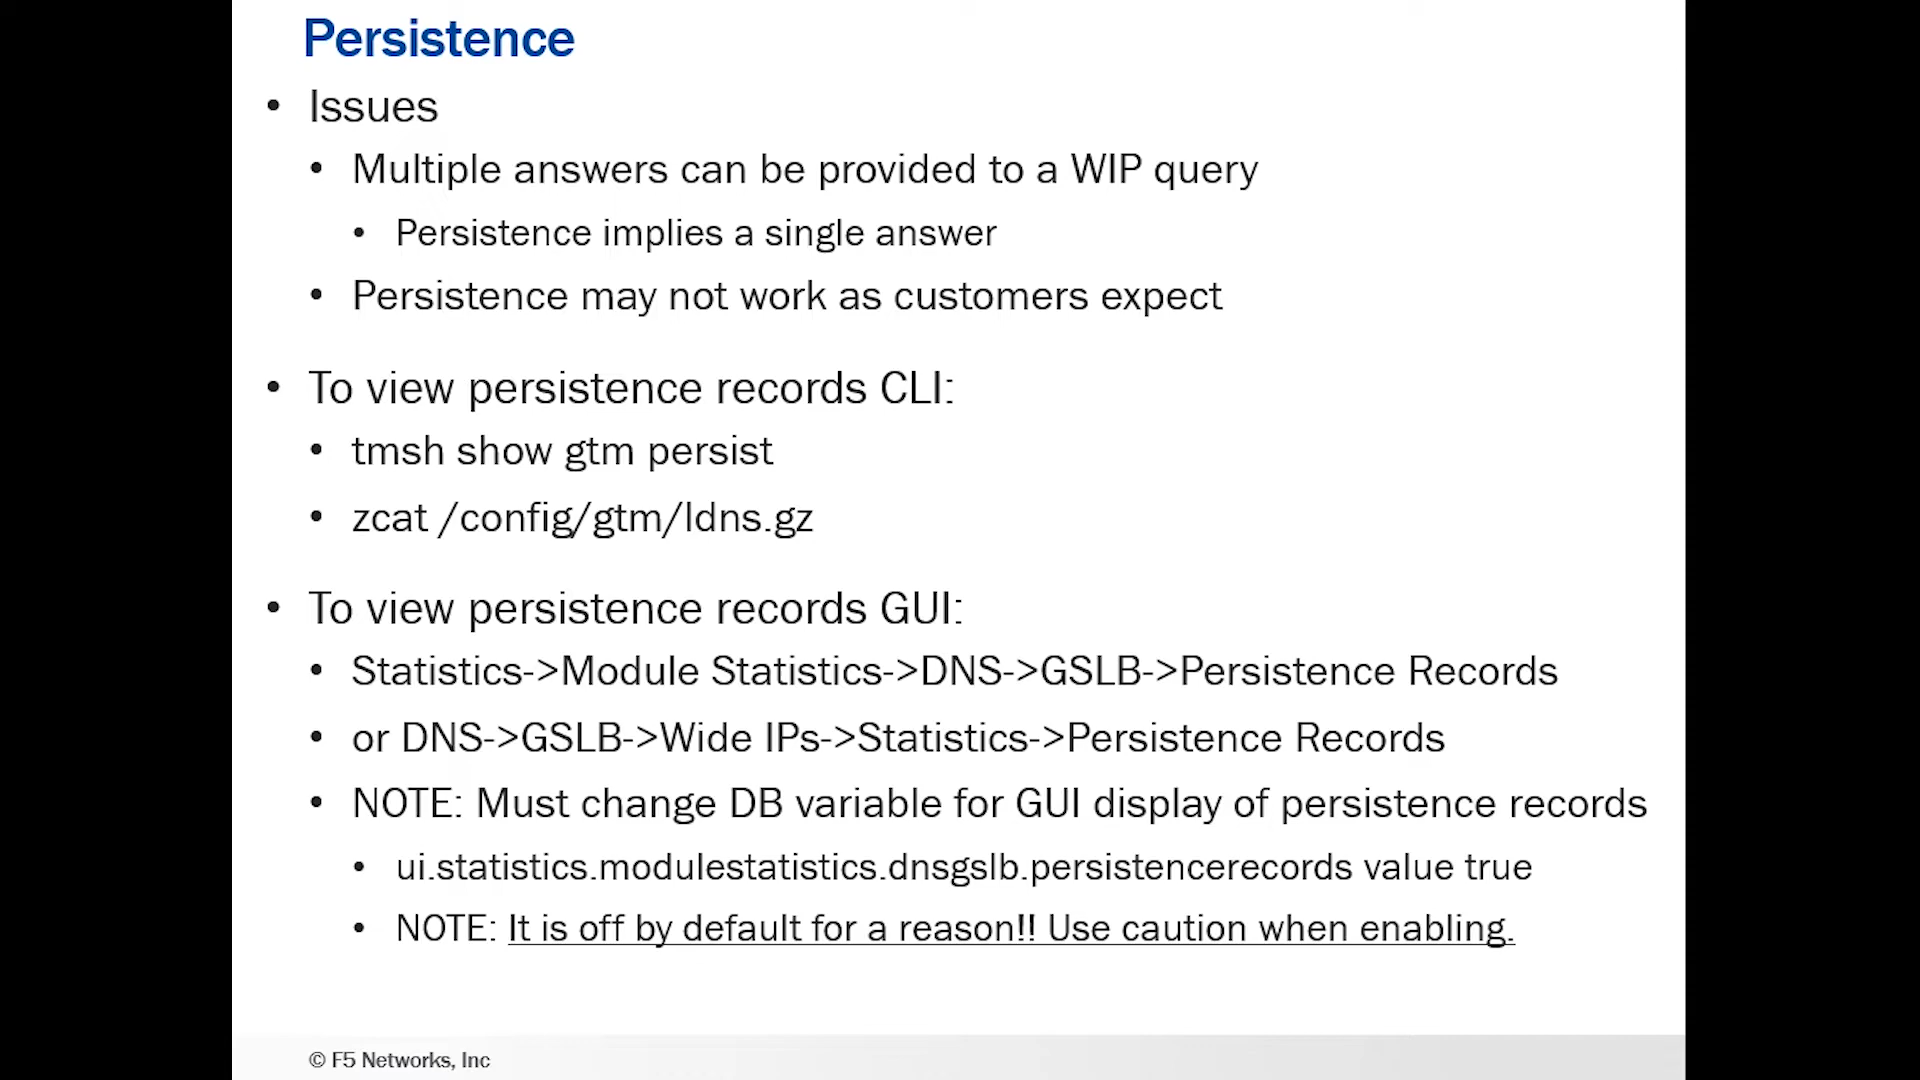 Persistence
• Issues
• Multiple answers can be provided to a WIP query
• Persistence implies a single answer
• Persistence may not work as customers expect
• To view persistence records CLI:
• tmsh show gtm persist
• zcat /config/gtm/ldns.gz
• To view persistence records GUI:
• Statistics->Module Statistics->DNS->GSLB->Persistence Records
• or DNS->GSLB->Wide IPs->Statistics->Persistence Records
• NOTE: Must change DB variable for GUI display of persistence records
• ui.statistics.modulestatistics.dnsgslb.persistencerecords value true
• NOTE: It is off by default for a reason!! Use caution when enabling.
© F5 Networks, Inc